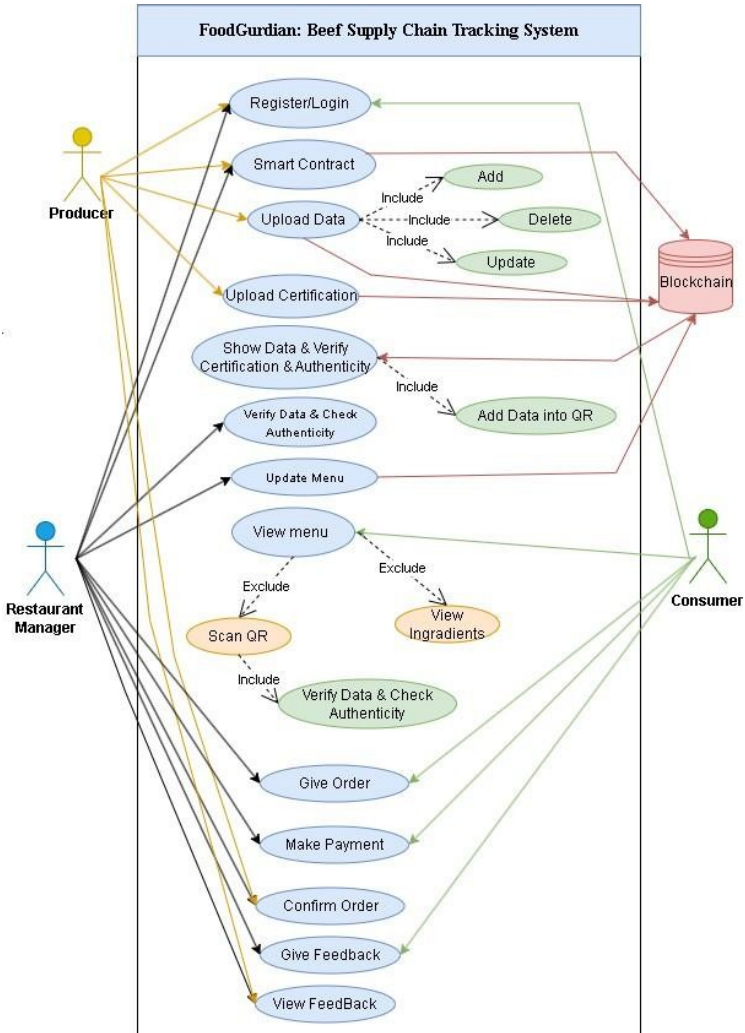 FoodGurdian: Beef Supply Chain Tracking System
Register/Login
Producer
Smart Contract
Add
Include
Upload Data
Include
Delete
Include
Update
Blockchain
Upload Certification
Show Data & Verify
Certification & Authenticity
Include
Add Data into QR
Verify Data & Check
Authenticity
Update Menu
View menu
Restaurant
Manager
Consumer
Exclude
Exclude
Scan QR
View
Ingradients
Include
Verify Data & Check
Authenticity
Give Order
Make Payment
Confirm Order
Give Feedback
View FeedBack